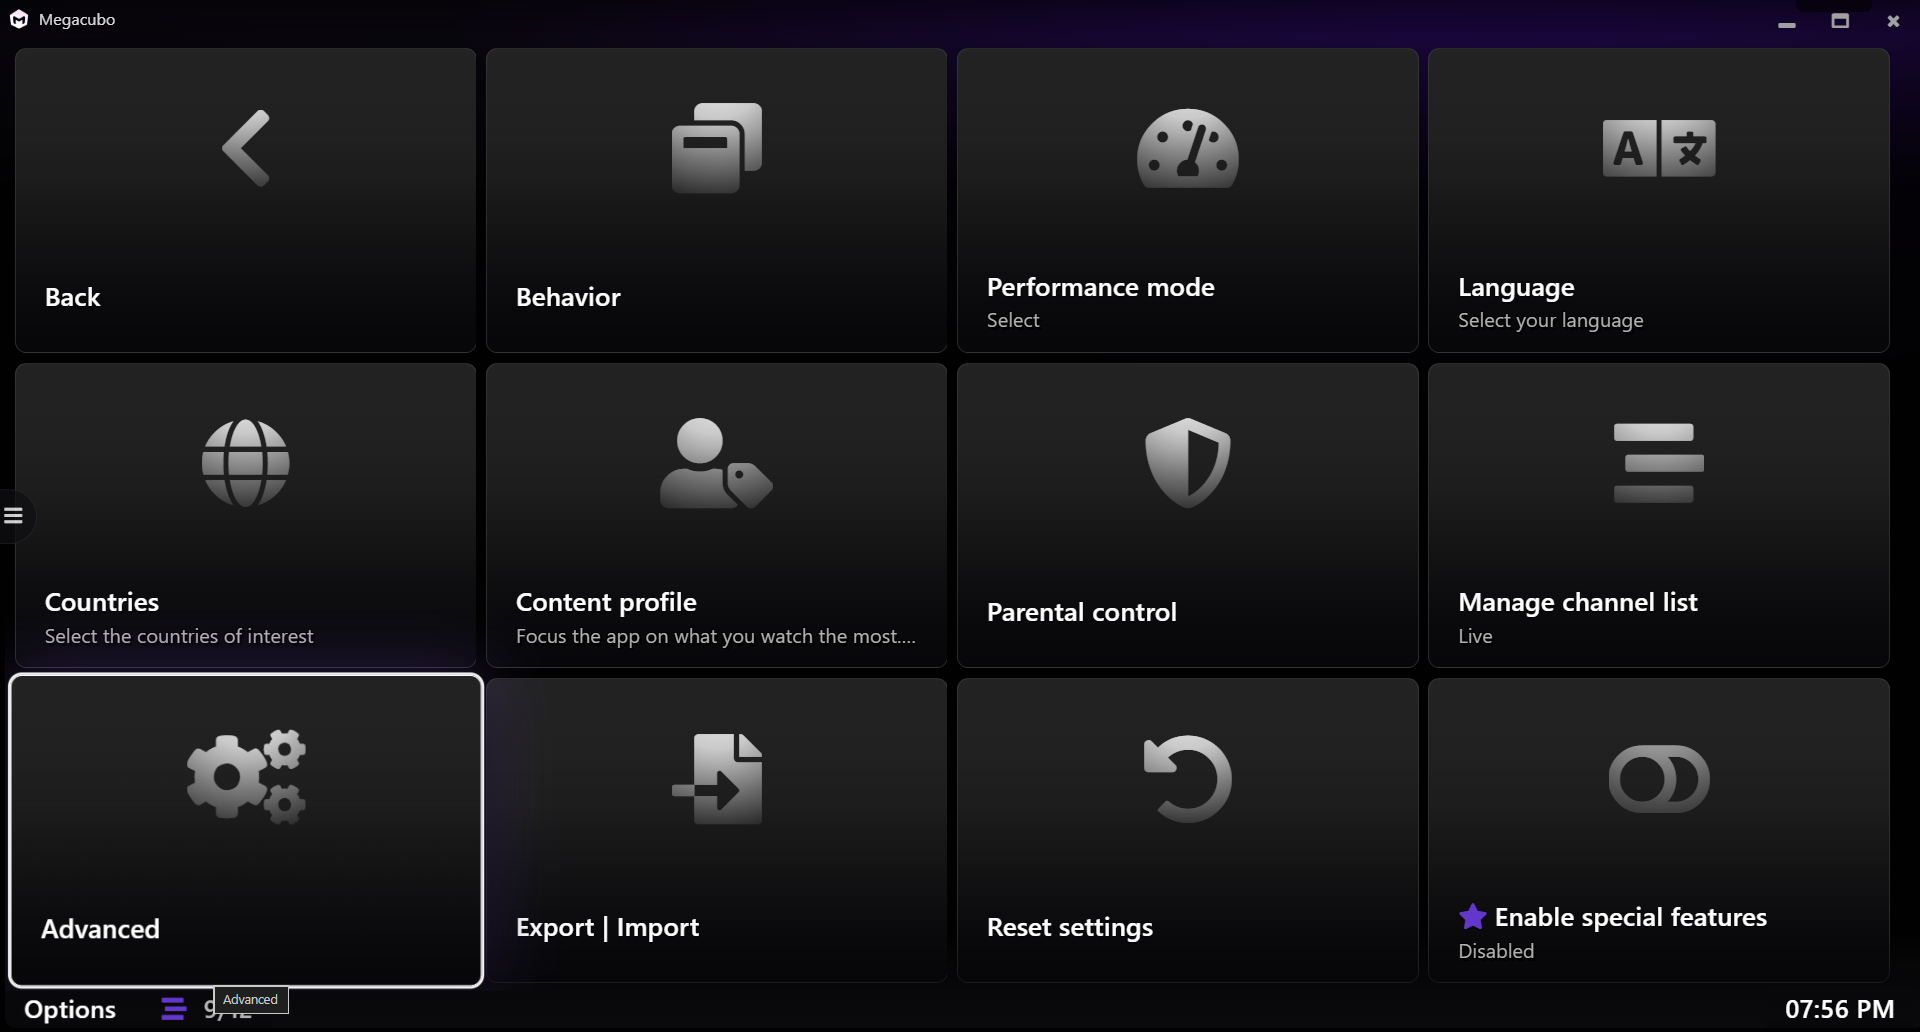 Megacubo
Back
Behavior
Performance mode
Select
A 文
Language
Select your language
Countries
Select the countries of interest
Content profile
Focus the app on what you watch the most....
Parental control
Manage channel list
Live
Advanced
Export | Import
Reset settings
Enable special features
Disabled
Options
Advanced
07:56 PM